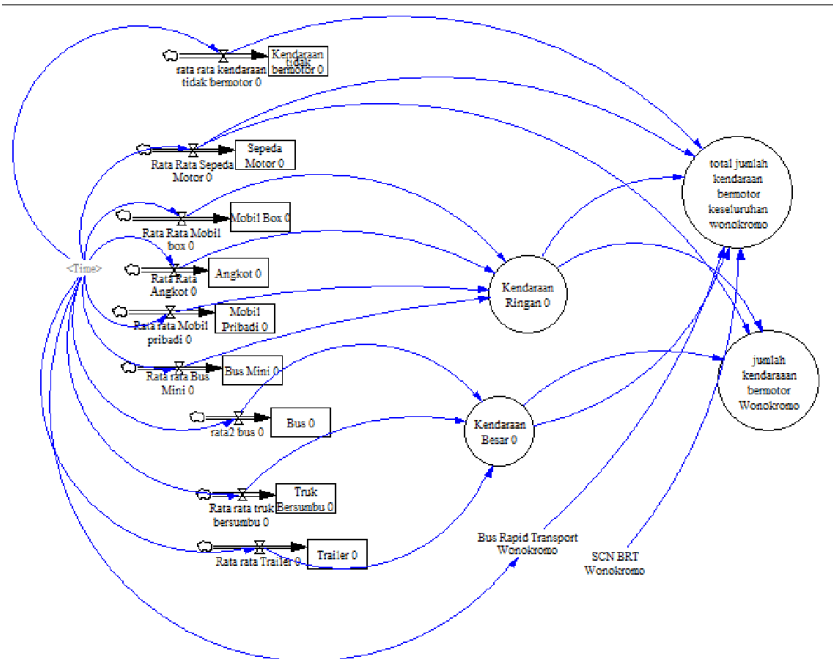 Kendaraan
tidak
bermotor 0
rata rata kendaraan
tidak bermotor 0
Sepeda
Motor 0
Rata Rata Sepeda
Motor 0
total jumlah
kendaraan
bermotor
keseluruhan
wonokromo
Mobil Box 0
Rata Rata Mobil
box 0
<Time>
Angkot 0
Rata Rata
Angkot 0
Kendaraan
Ringan 0
Mobil
Pribadi 0
Rata rata Mobil
pribadi 0
Bus Mini 0
Rata rata Bus
Mini 0
jumlah
kendaraaan
bermotor
Wonokromo
Bus 0
rata2 bus 0
Kendaraan
Besar 0
Truk
Bersumbu 0
Rata rata truk
bersumbu 0
Trailer 0
Rata rata Trailer 0
Bus Rapid Transport
Wonokromo
SCN BRT
Wonokromo